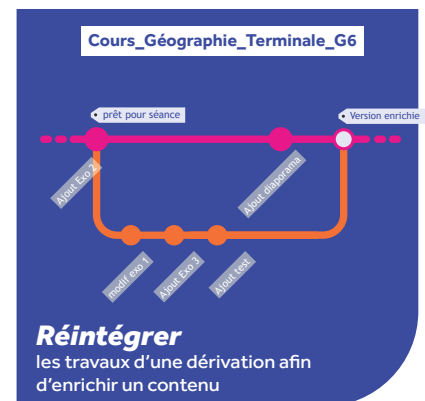 Cours_Géographie_Terminale_G6
prêt pour séance
Version enrichie
Ajout Exo 2
Ajout diaporama
modif exo 1
Ajout Exo 3
Ajout test
Réintégrer
les travaux d'une dérivation afin
d'enrichir un contenu